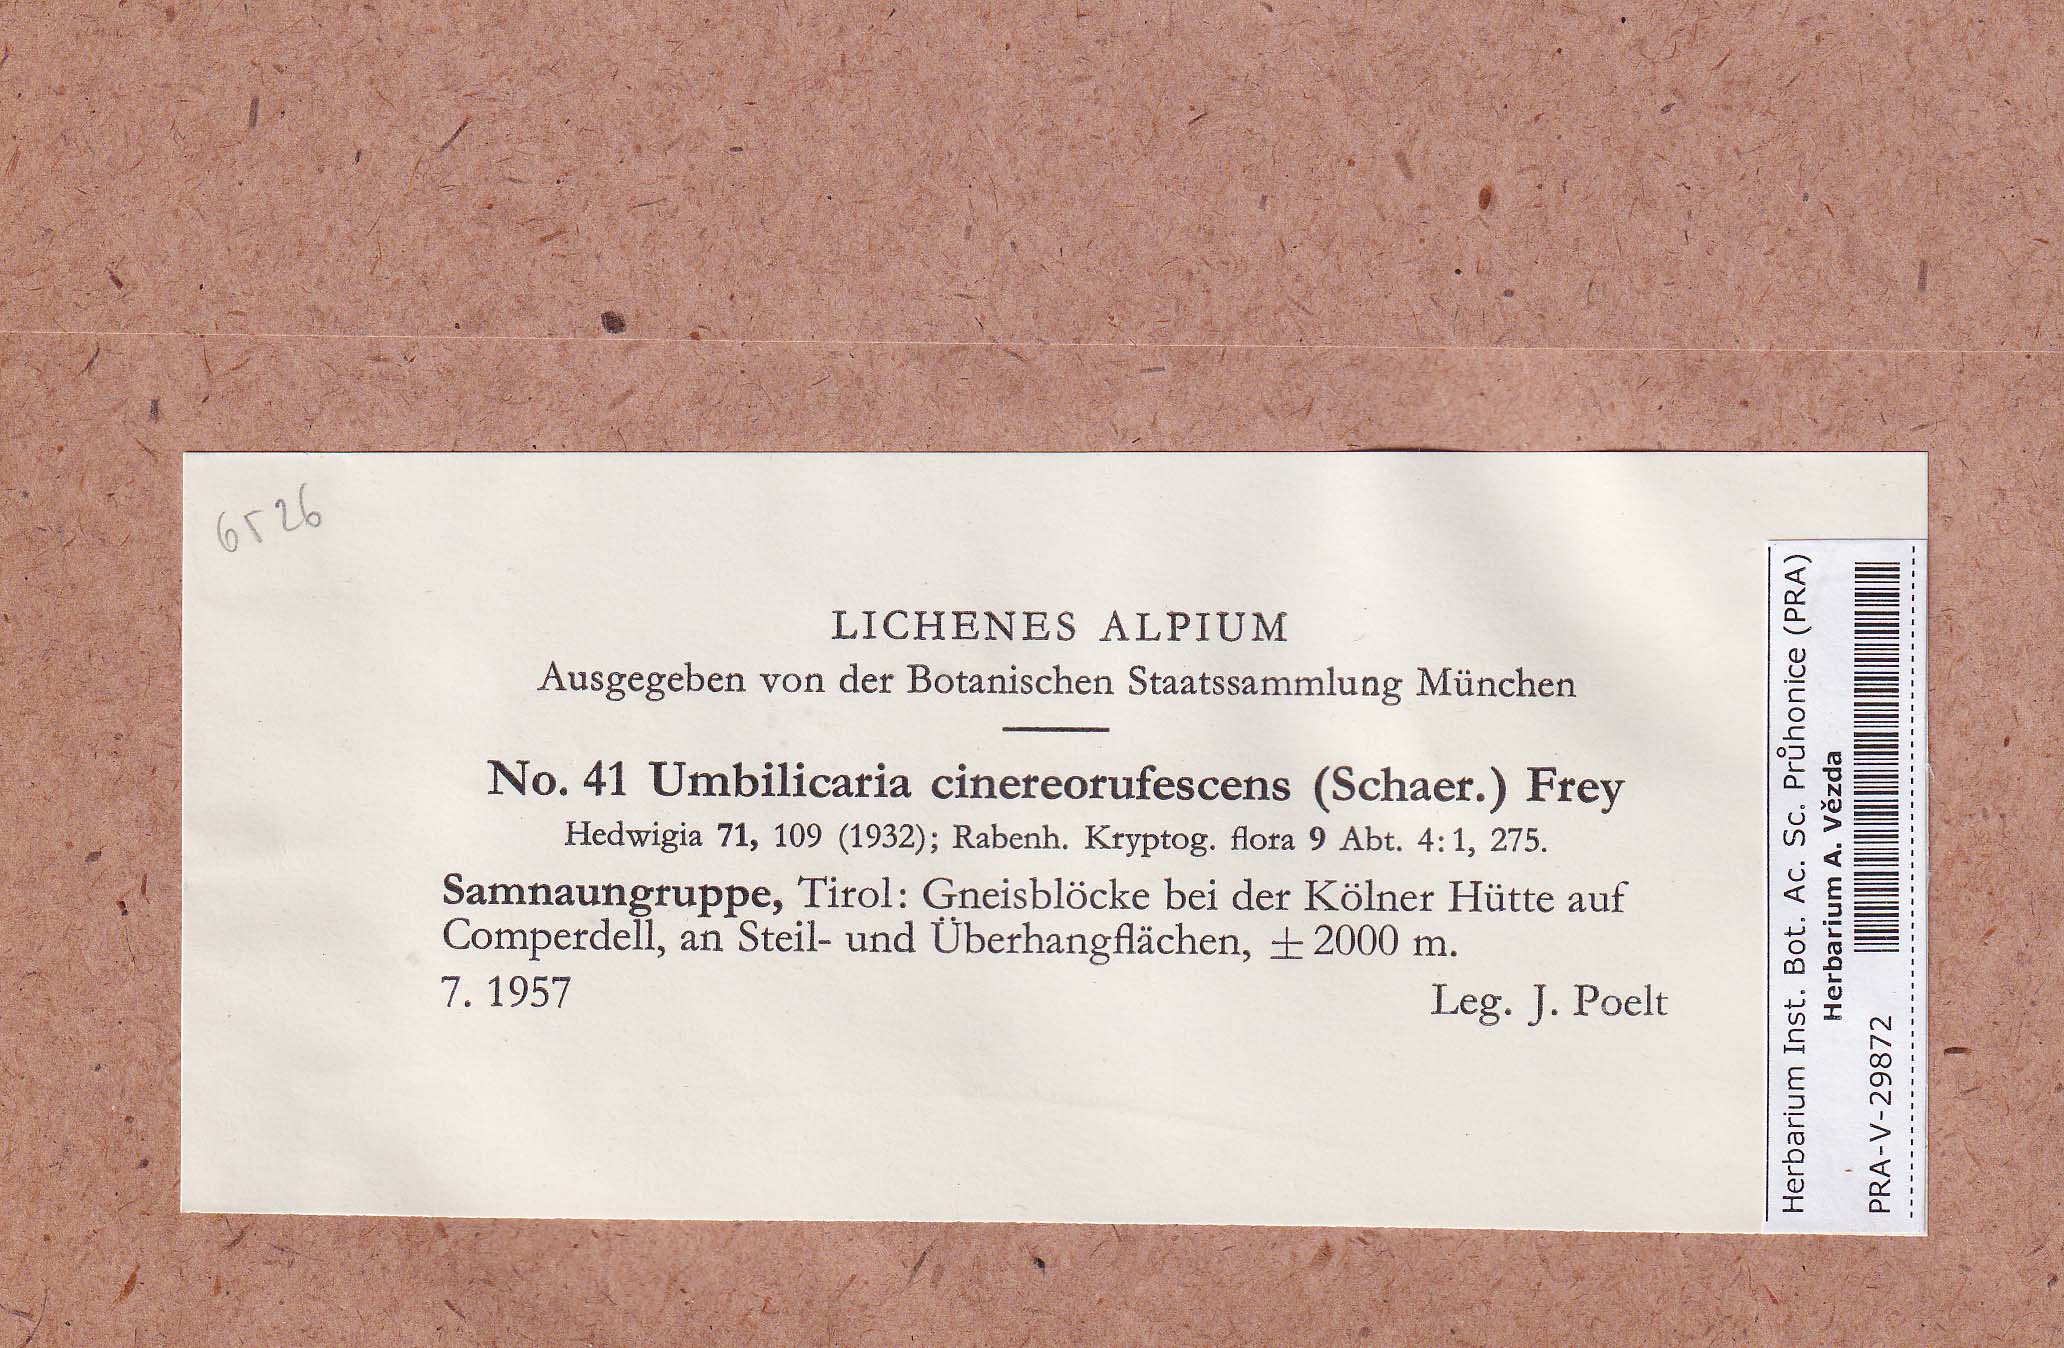 6526
LICHENES ALPIUM
Ausgegeben von der Botanischen Staatssammlung München
No. 41 Umbilicaria cinereorufescens (Schaer.) Frey
Hedwigia 71, 109 (1932); Rabenh. Kryptog. flora 9 Abt. 4:1, 275.
Samnaungruppe, Tirol: Gneisblöcke bei der Kölner Hütte auf
Comperdell, an Steil- und Überhangflächen, ± 2000 m.
7. 1957 Leg. J. Poelt
Herbarium Inst. Bot. Ac. Sc. Průhonice (PRA)
Herbarium A. Vězda
PRA-V-29872